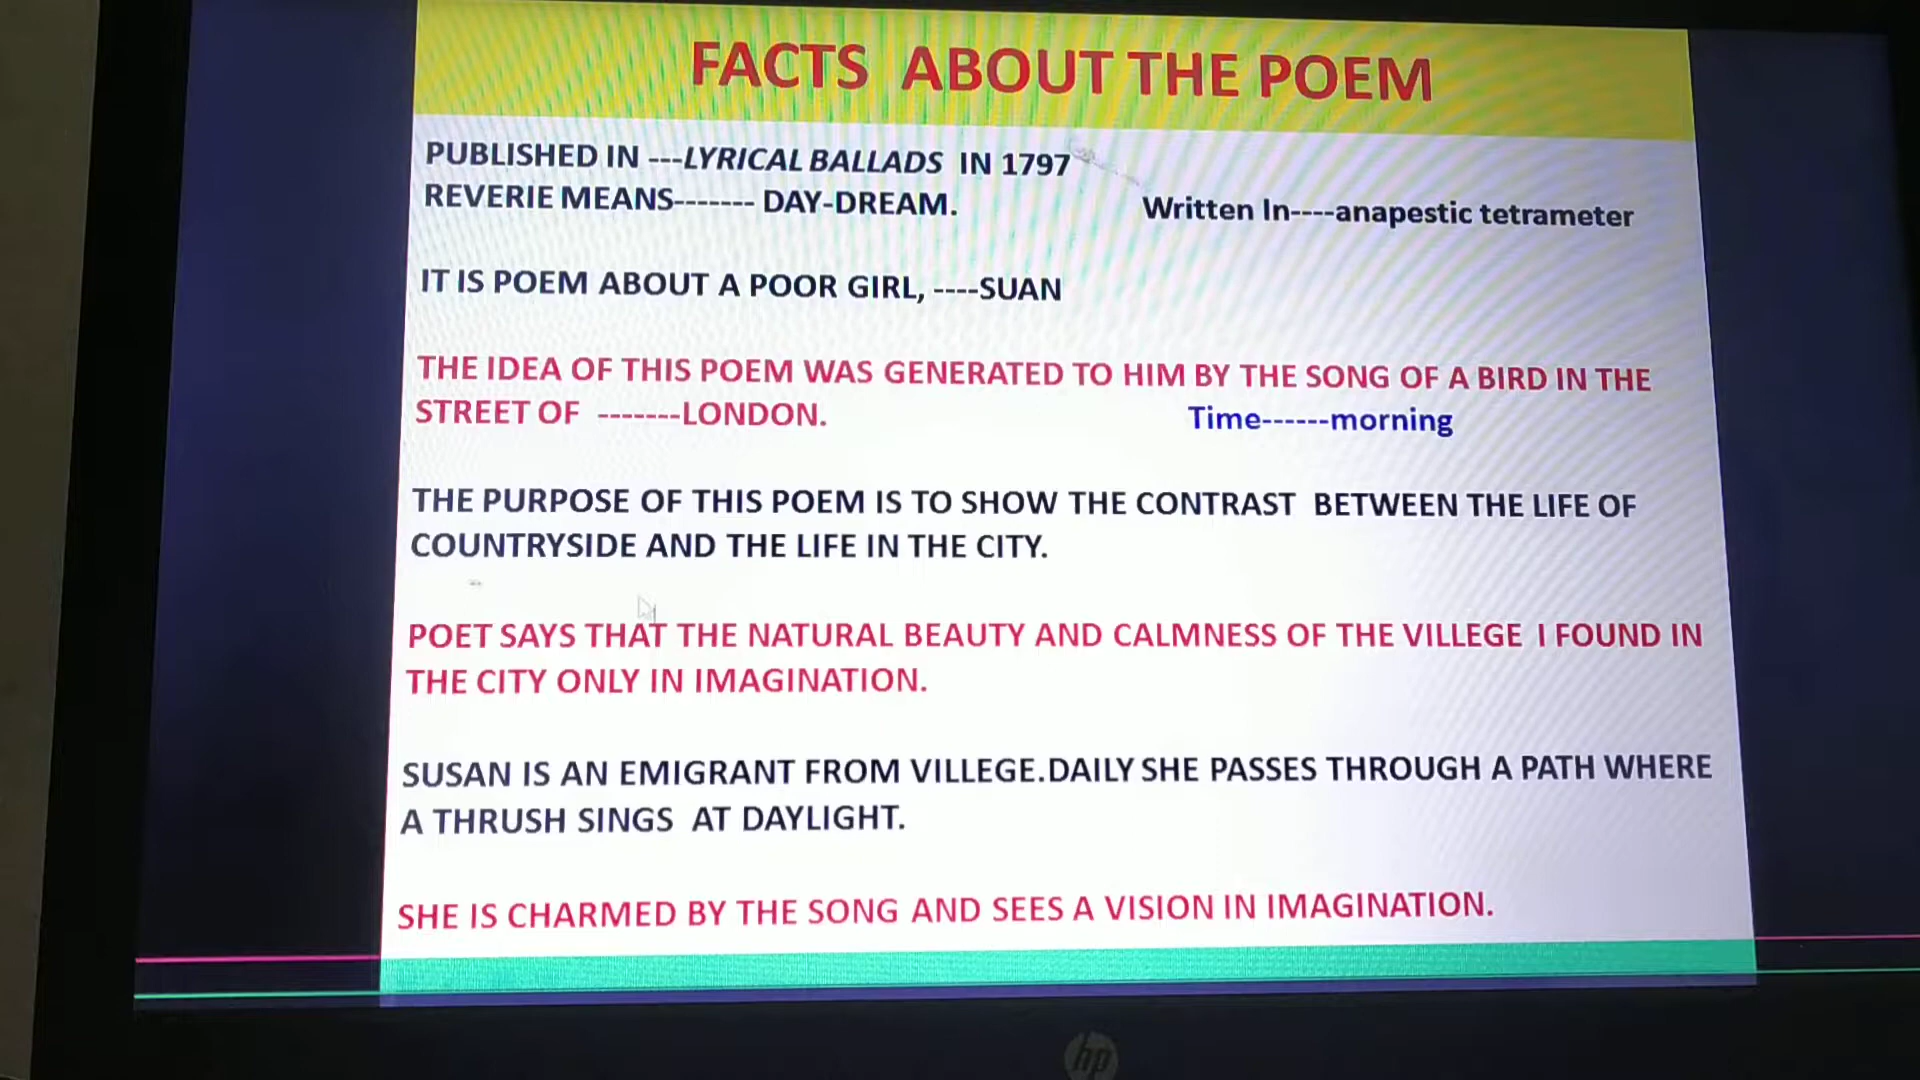 FACTS ABOUT THE POEM
PUBLISHED IN ---LYRICAL BALLADS IN 1797
REVERIE MEANS------- DAY-DREAM.
Written In----anapestic tetrameter
IT IS POEM ABOUT A POOR GIRL, ----SUAN
THE IDEA OF THIS POEM WAS GENERATED TO HIM BY THE SONG OF A BIRD IN THE
STREET OF -------LONDON.
Time------morning
THE PURPOSE OF THIS POEM IS TO SHOW THE CONTRAST BETWEEN THE LIFE OF
COUNTRYSIDE AND THE LIFE IN THE CITY.
POET SAYS THAT THE NATURAL BEAUTY AND CALMNESS OF THE VILLEGE I FOUND IN
THE CITY ONLY IN IMAGINATION.
SUSAN IS AN EMIGRANT FROM VILLEGE.DAILY SHE PASSES THROUGH A PATH WHERE
A THRUSH SINGS AT DAYLIGHT.
SHE IS CHARMED BY THE SONG AND SEES A VISION IN IMAGINATION.
hp